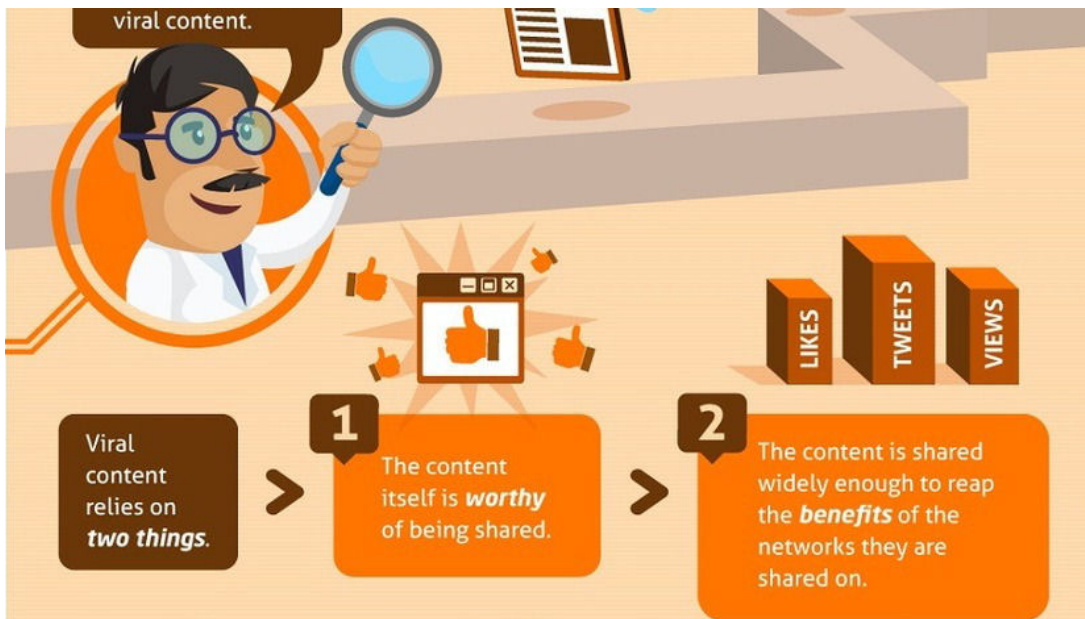 viral content.
LIKES
TWEETS
VIEWS
Viral
content
relies on
two things.
1
The content
itself is worthy
of being shared.
2
The content is shared
widely enough to reap
the benefits of the
networks they are
shared on.